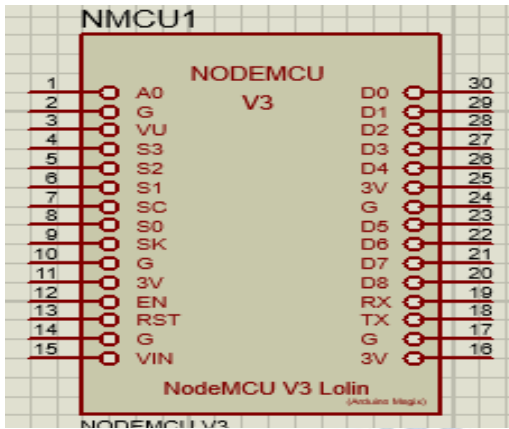 NMCU1
NODEMCU
V3
1 A0 D0 30
2 G D1 29
3 VU D2 28
4 S3 D3 27
5 S2 D4 26
6 S1 3V 25
7 SC G 24
8 S0 D5 23
9 SK D6 22
10 G D7 21
11 3V D8 20
12 EN RX 19
13 RST TX 18
14 G G 17
15 VIN 3V 16
NodeMCU V3 Lolin
(Arduino Magix)
NODEMCU V3